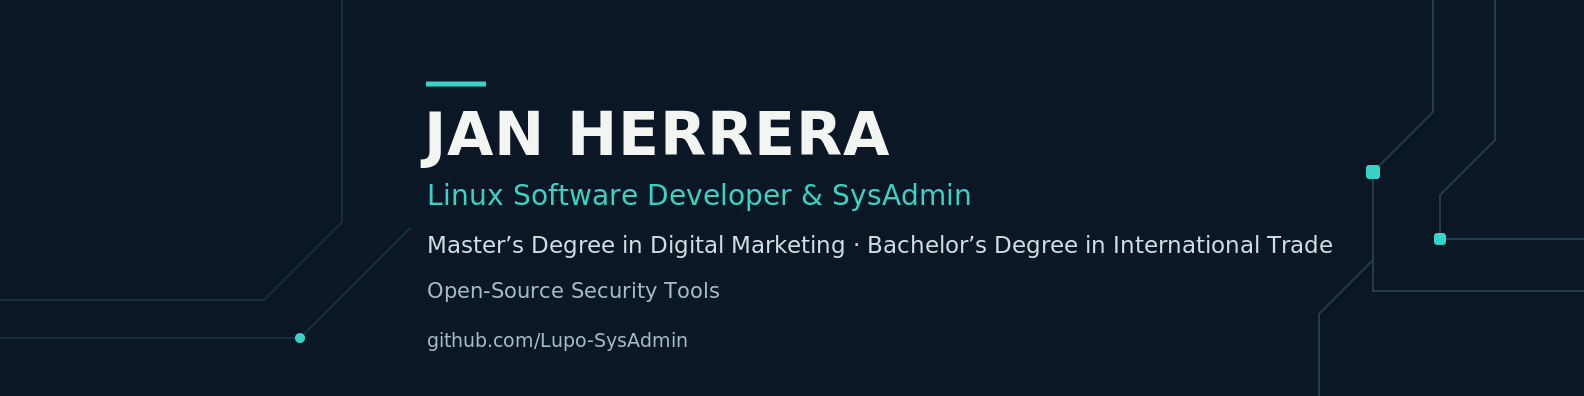 JAN HERRERA
Linux Software Developer & SysAdmin
Master’s Degree in Digital Marketing · Bachelor’s Degree in International Trade
Open-Source Security Tools
github.com/Lupo-SysAdmin